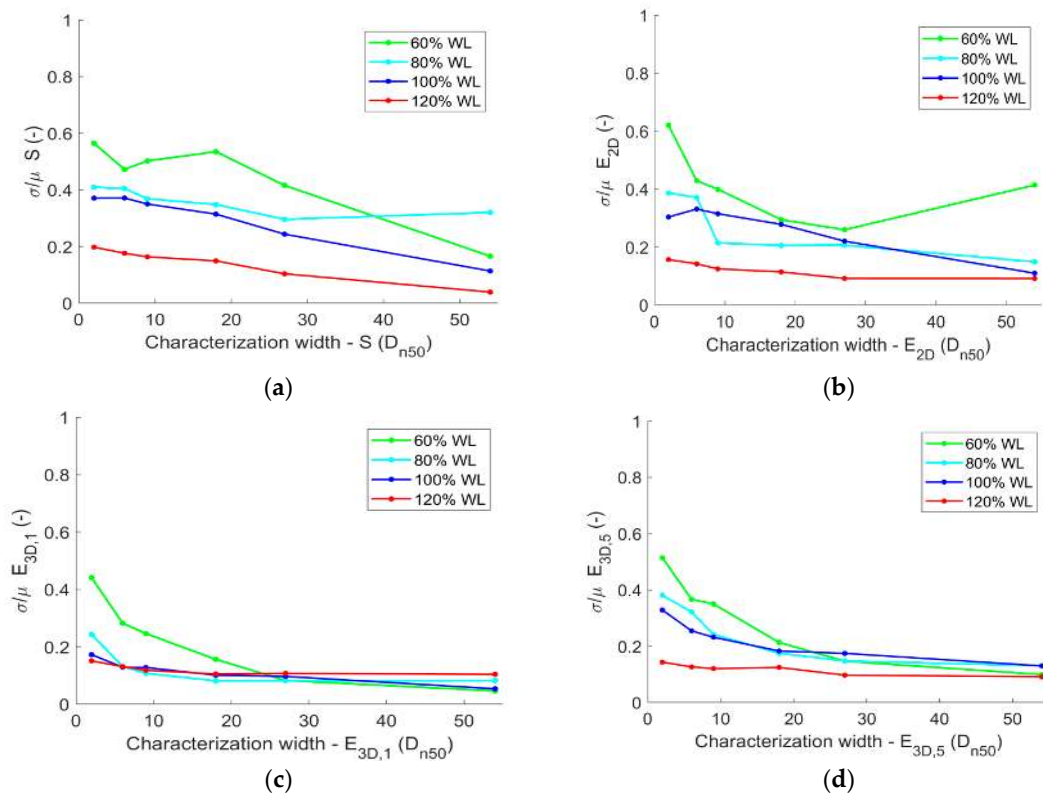 1
0.8
0.6
0.4
0.2
0
σ/μ S (-)
60% WL
80% WL
100% WL
120% WL
0 10 20 30 40 50
Characterization width - S (Dn50)
(a)
1
0.8
0.6
0.4
0.2
0
σ/μ E2D (-)
60% WL
80% WL
100% WL
120% WL
0 10 20 30 40 50
Characterization width - E2D (Dn50)
(b)
1
0.8
0.6
0.4
0.2
0
σ/μ E3D,1 (-)
60% WL
80% WL
100% WL
120% WL
0 10 20 30 40 50
Characterization width - E3D,1 (Dn50)
(c)
1
0.8
0.6
0.4
0.2
0
σ/μ E3D,5 (-)
60% WL
80% WL
100% WL
120% WL
0 10 20 30 40 50
Characterization width - E3D,5 (Dn50)
(d)